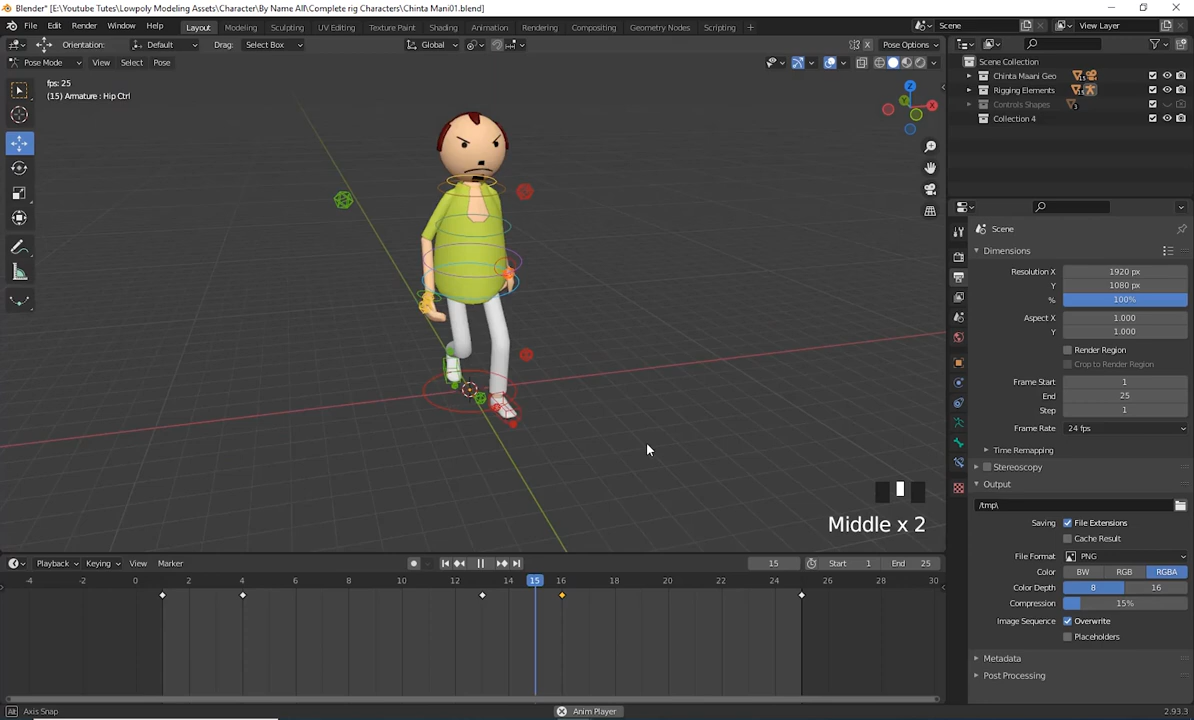 Blender* [E:\Youtube Tutes\Lowpoly Modeling Assets\Character\By Name All\Complete rig Characters\Chinta Mani01.blend]
File Edit Render Window Help Layout Modeling Sculpting UV Editing Texture Paint Shading Animation Rendering Compositing Geometry Nodes Scripting + Scene View Layer
Orientation: Default Drag: Select Box Global X Pose Options
Pose Mode View Select Pose
fps: 25
(15) Armature : Hip Ctrl
Scene Collection
Chinta Maani Geo 15
Rigging Elements 15
Controls Shapes 3
Collection 4
Z
X
Y
Scene
Dimensions
Resolution X 1920 px
Y 1080 px
% 100%
Aspect X 1.000
Y 1.000
Render Region
Crop to Render Region
Frame Start 1
End 25
Step 1
Frame Rate 24 fps
Time Remapping
Stereoscopy
Output
/tmp\
Saving File Extensions
Cache Result
File Format PNG
Color BW RGB RGBA
Color Depth 8 16
Compression 15%
Image Sequence Overwrite
Placeholders
Metadata
Post Processing
Middle x 2
Playback Keying View Marker 15 Start 1 End 25
-4 -2 0 2 4 6 8 10 12 14 15 16 18 20 22 24 26 28 30
Alt Axis Snap Anim Player 2.93.3